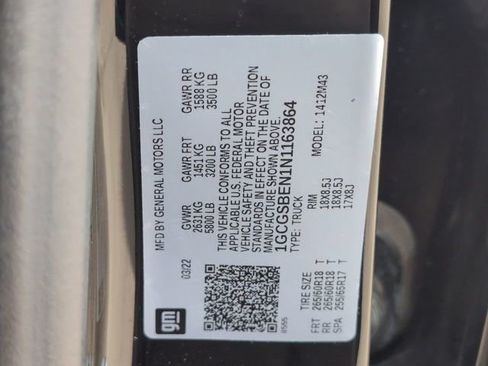 MFD BY GENERAL MOTORS LLC
03/22
GVWR GAWR FRT GAWR RR
2631 KG 1451 KG 1588 KG
5800 LB 3200 LB 3500 LB
THIS VEHICLE CONFORMS TO ALL
APPLICABLE U.S. FEDERAL MOTOR
VEHICLE SAFETY AND THEFT PREVENTION
STANDARDS IN EFFECT ON THE DATE OF
MANUFACTURE SHOWN ABOVE.
1GCGSBEN1N1163864
TYPE: TRUCK MODEL: 1412M43
TIRE SIZE RIM
FRT 265/60R18 T 18X8.5J
RR 265/60R18 T 18X8.5J
SPA 255/65R17 T 17X8J
gm